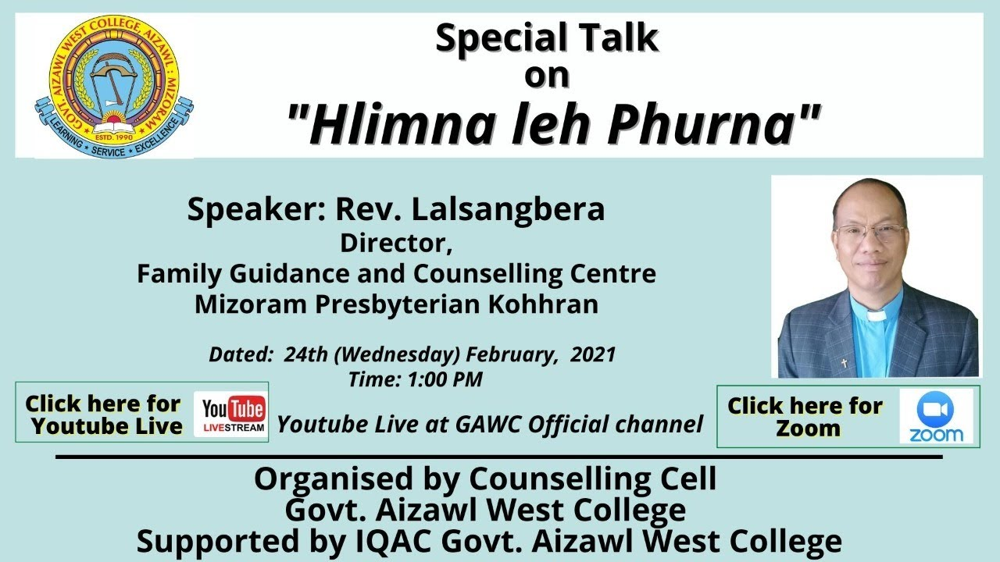 GOVT. AIZAWL WEST COLLEGE, AIZAWL : MIZORAM
ESTD. 1990
LEARNING ★ SERVICE ★ EXCELLENCE
Special Talk
on
"Hlimna leh Phurna"
Speaker: Rev. Lalsangbera
Director,
Family Guidance and Counselling Centre
Mizoram Presbyterian Kohhran
Dated: 24th (Wednesday) February, 2021
Time: 1:00 PM
Click here for
Youtube Live
YouTube
LIVESTREAM
Youtube Live at GAWC Official channel
Click here for
Zoom
zoom
Organised by Counselling Cell
Govt. Aizawl West College
Supported by IQAC Govt. Aizawl West College